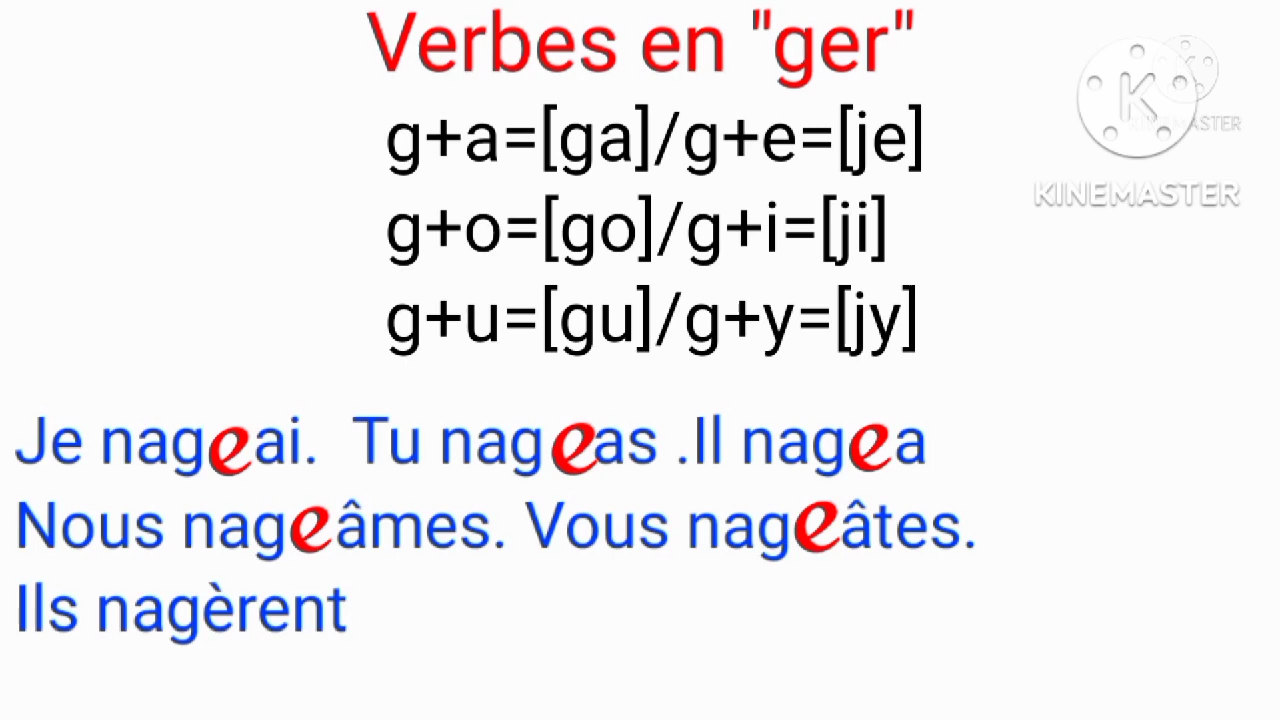 Verbes en "ger"
g+a=[ga]/g+e=[je]
g+o=[go]/g+i=[ji]
g+u=[gu]/g+y=[jy]
Je nageai. Tu nageas .Il nagea
Nous nageâmes. Vous nageâtes.
Ils nagèrent
K
KINEMASTER